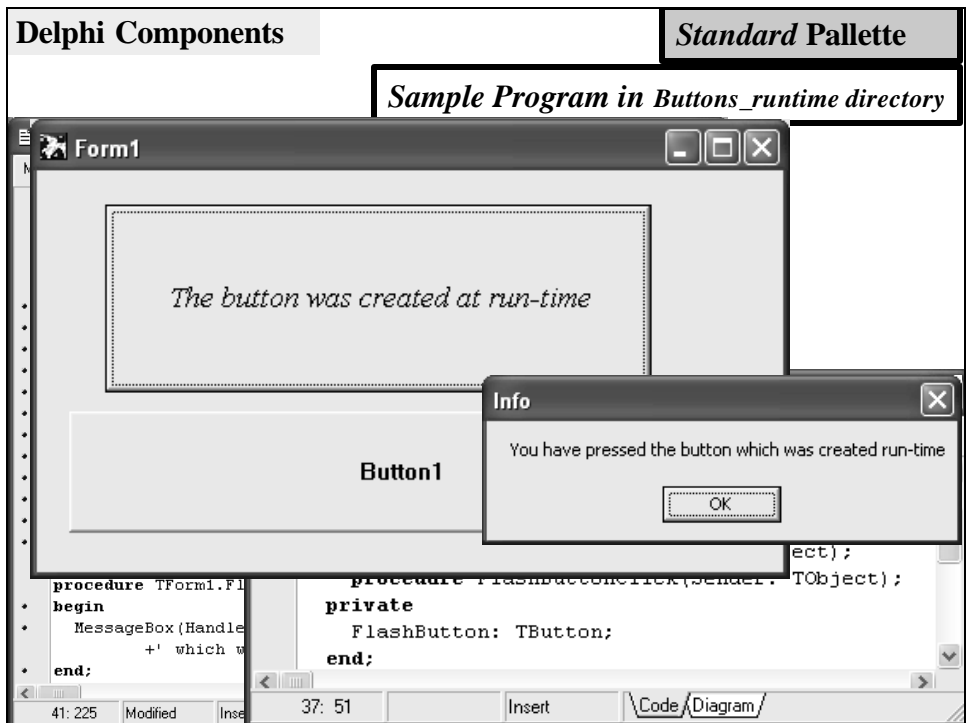 Delphi Components
Standard Pallette
Sample Program in Buttons_runtime directory
Form1
The button was created at run-time
Info
You have pressed the button which was created run-time
Button1
OK
ect);
procedure FlashButtonClick(Sender: TObject);
private
FlashButton: TButton;
end;
procedure TForm1.Fl
begin
MessageBox(Handle
+' which w
end;
41: 225 Modified Inse
37: 51 Insert Code Diagram